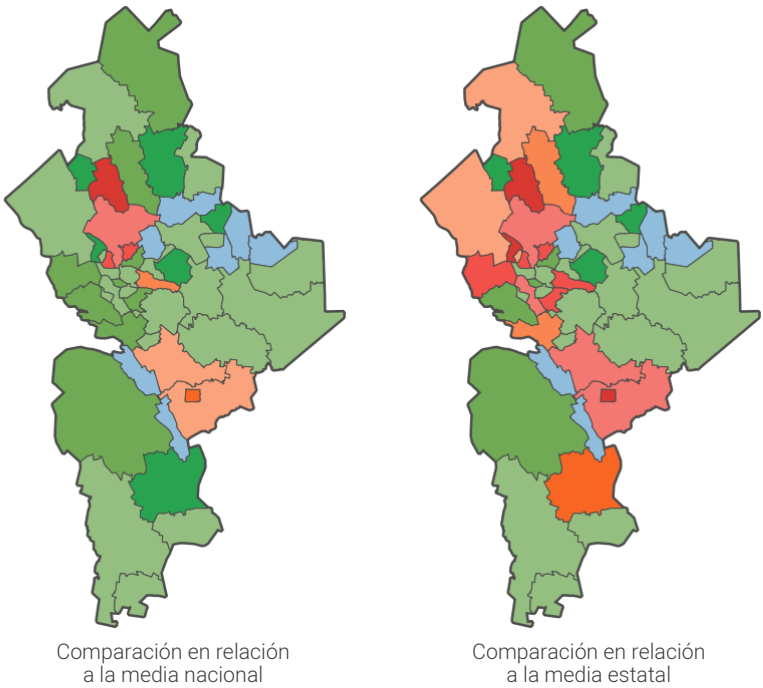 Comparación en relación
a la media nacional
Comparación en relación
a la media estatal